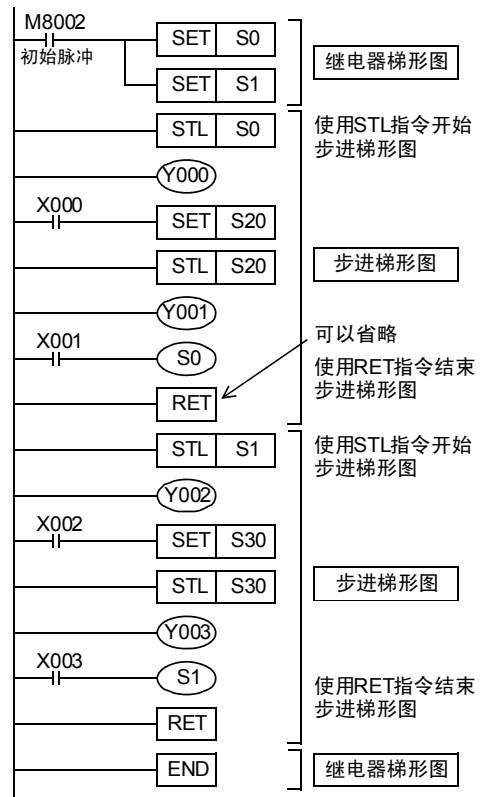 M8002
初始脉冲
SET S0
SET S1
继电器梯形图
STL S0
使用STL指令开始
步进梯形图
Y000
X000
SET S20
STL S20
步进梯形图
Y001
X001
S0
可以省略
RET
使用RET指令结束
步进梯形图
STL S1
使用STL指令开始
步进梯形图
Y002
X002
SET S30
STL S30
步进梯形图
Y003
X003
S1
RET
使用RET指令结束
步进梯形图
END
继电器梯形图